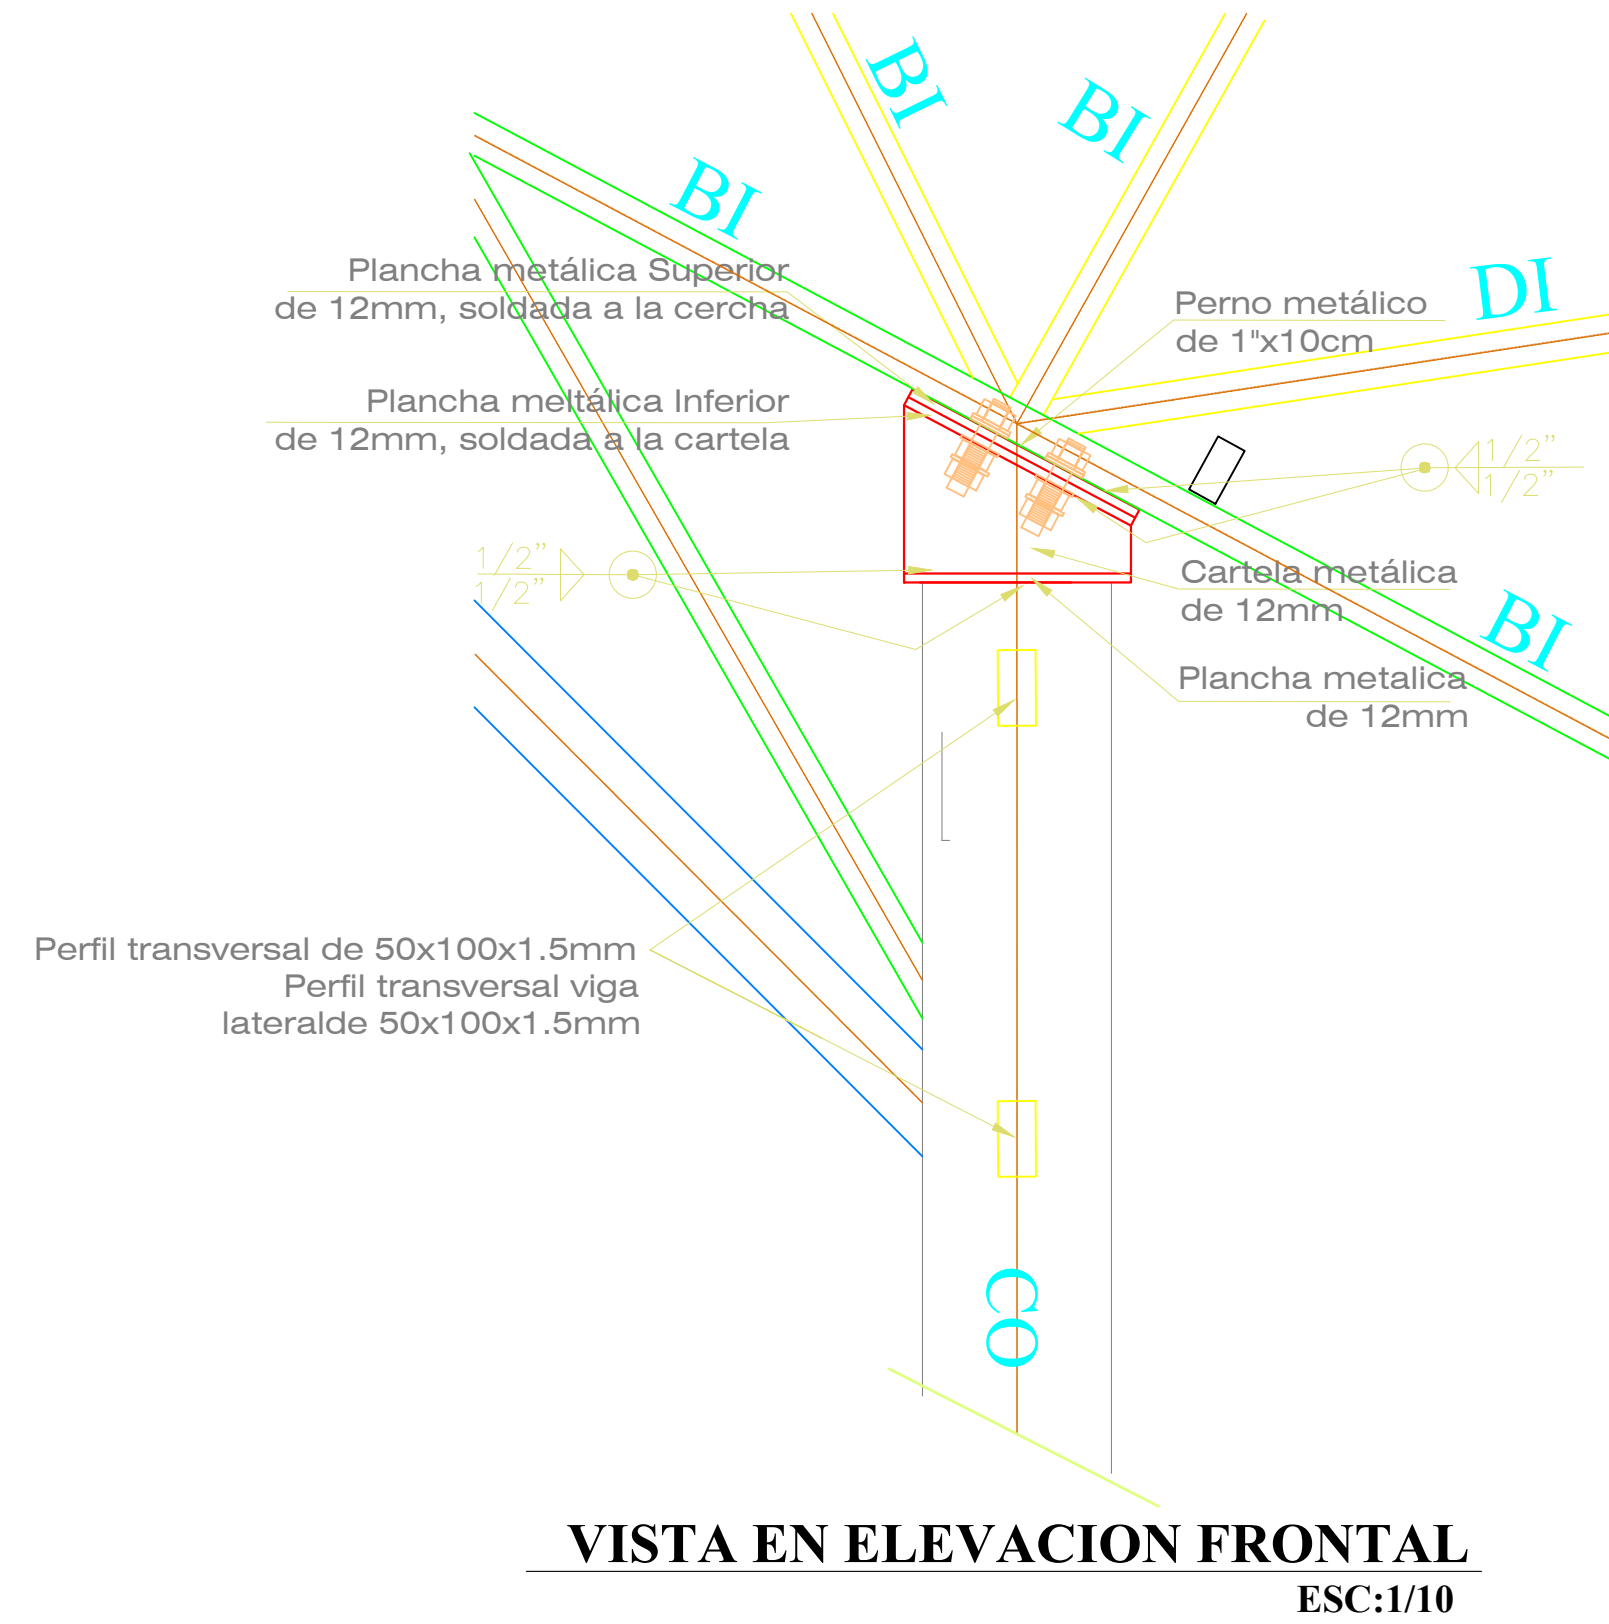 BI
BI
BI
Plancha metálica Superior
de 12mm, soldada a la cercha
DI
Perno metálico
de 1"x10cm
Plancha meltálica Inferior
de 12mm, soldada a la cartela
1/2”
1/2”
1/2”
1/2”
Cartela metálica
de 12mm
BI
Plancha metalica
de 12mm
Perfil transversal de 50x100x1.5mm
Perfil transversal viga
lateralde 50x100x1.5mm
CO
VISTA EN ELEVACION FRONTAL
ESC:1/10